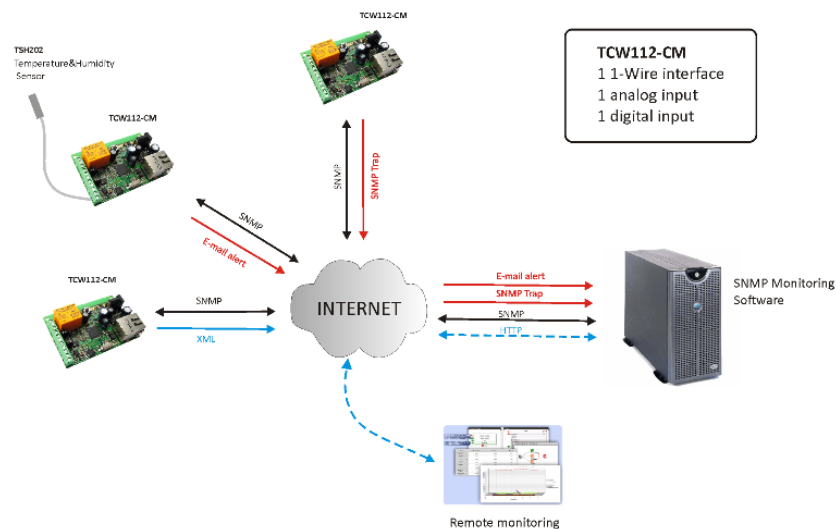 TCW112-CM
TSH202
Temperature&Humidity
Sensor
TCW112-CM
TCW112-CM
1 1-Wire interface
1 analog input
1 digital input
SNMP
SNMP Trap
SNMP
E-mail alert
TCW112-CM
SNMP
XML
INTERNET
E-mail alert
SNMP Trap
SNMP
HTTP
SNMP Monitoring
Software
Remote monitoring